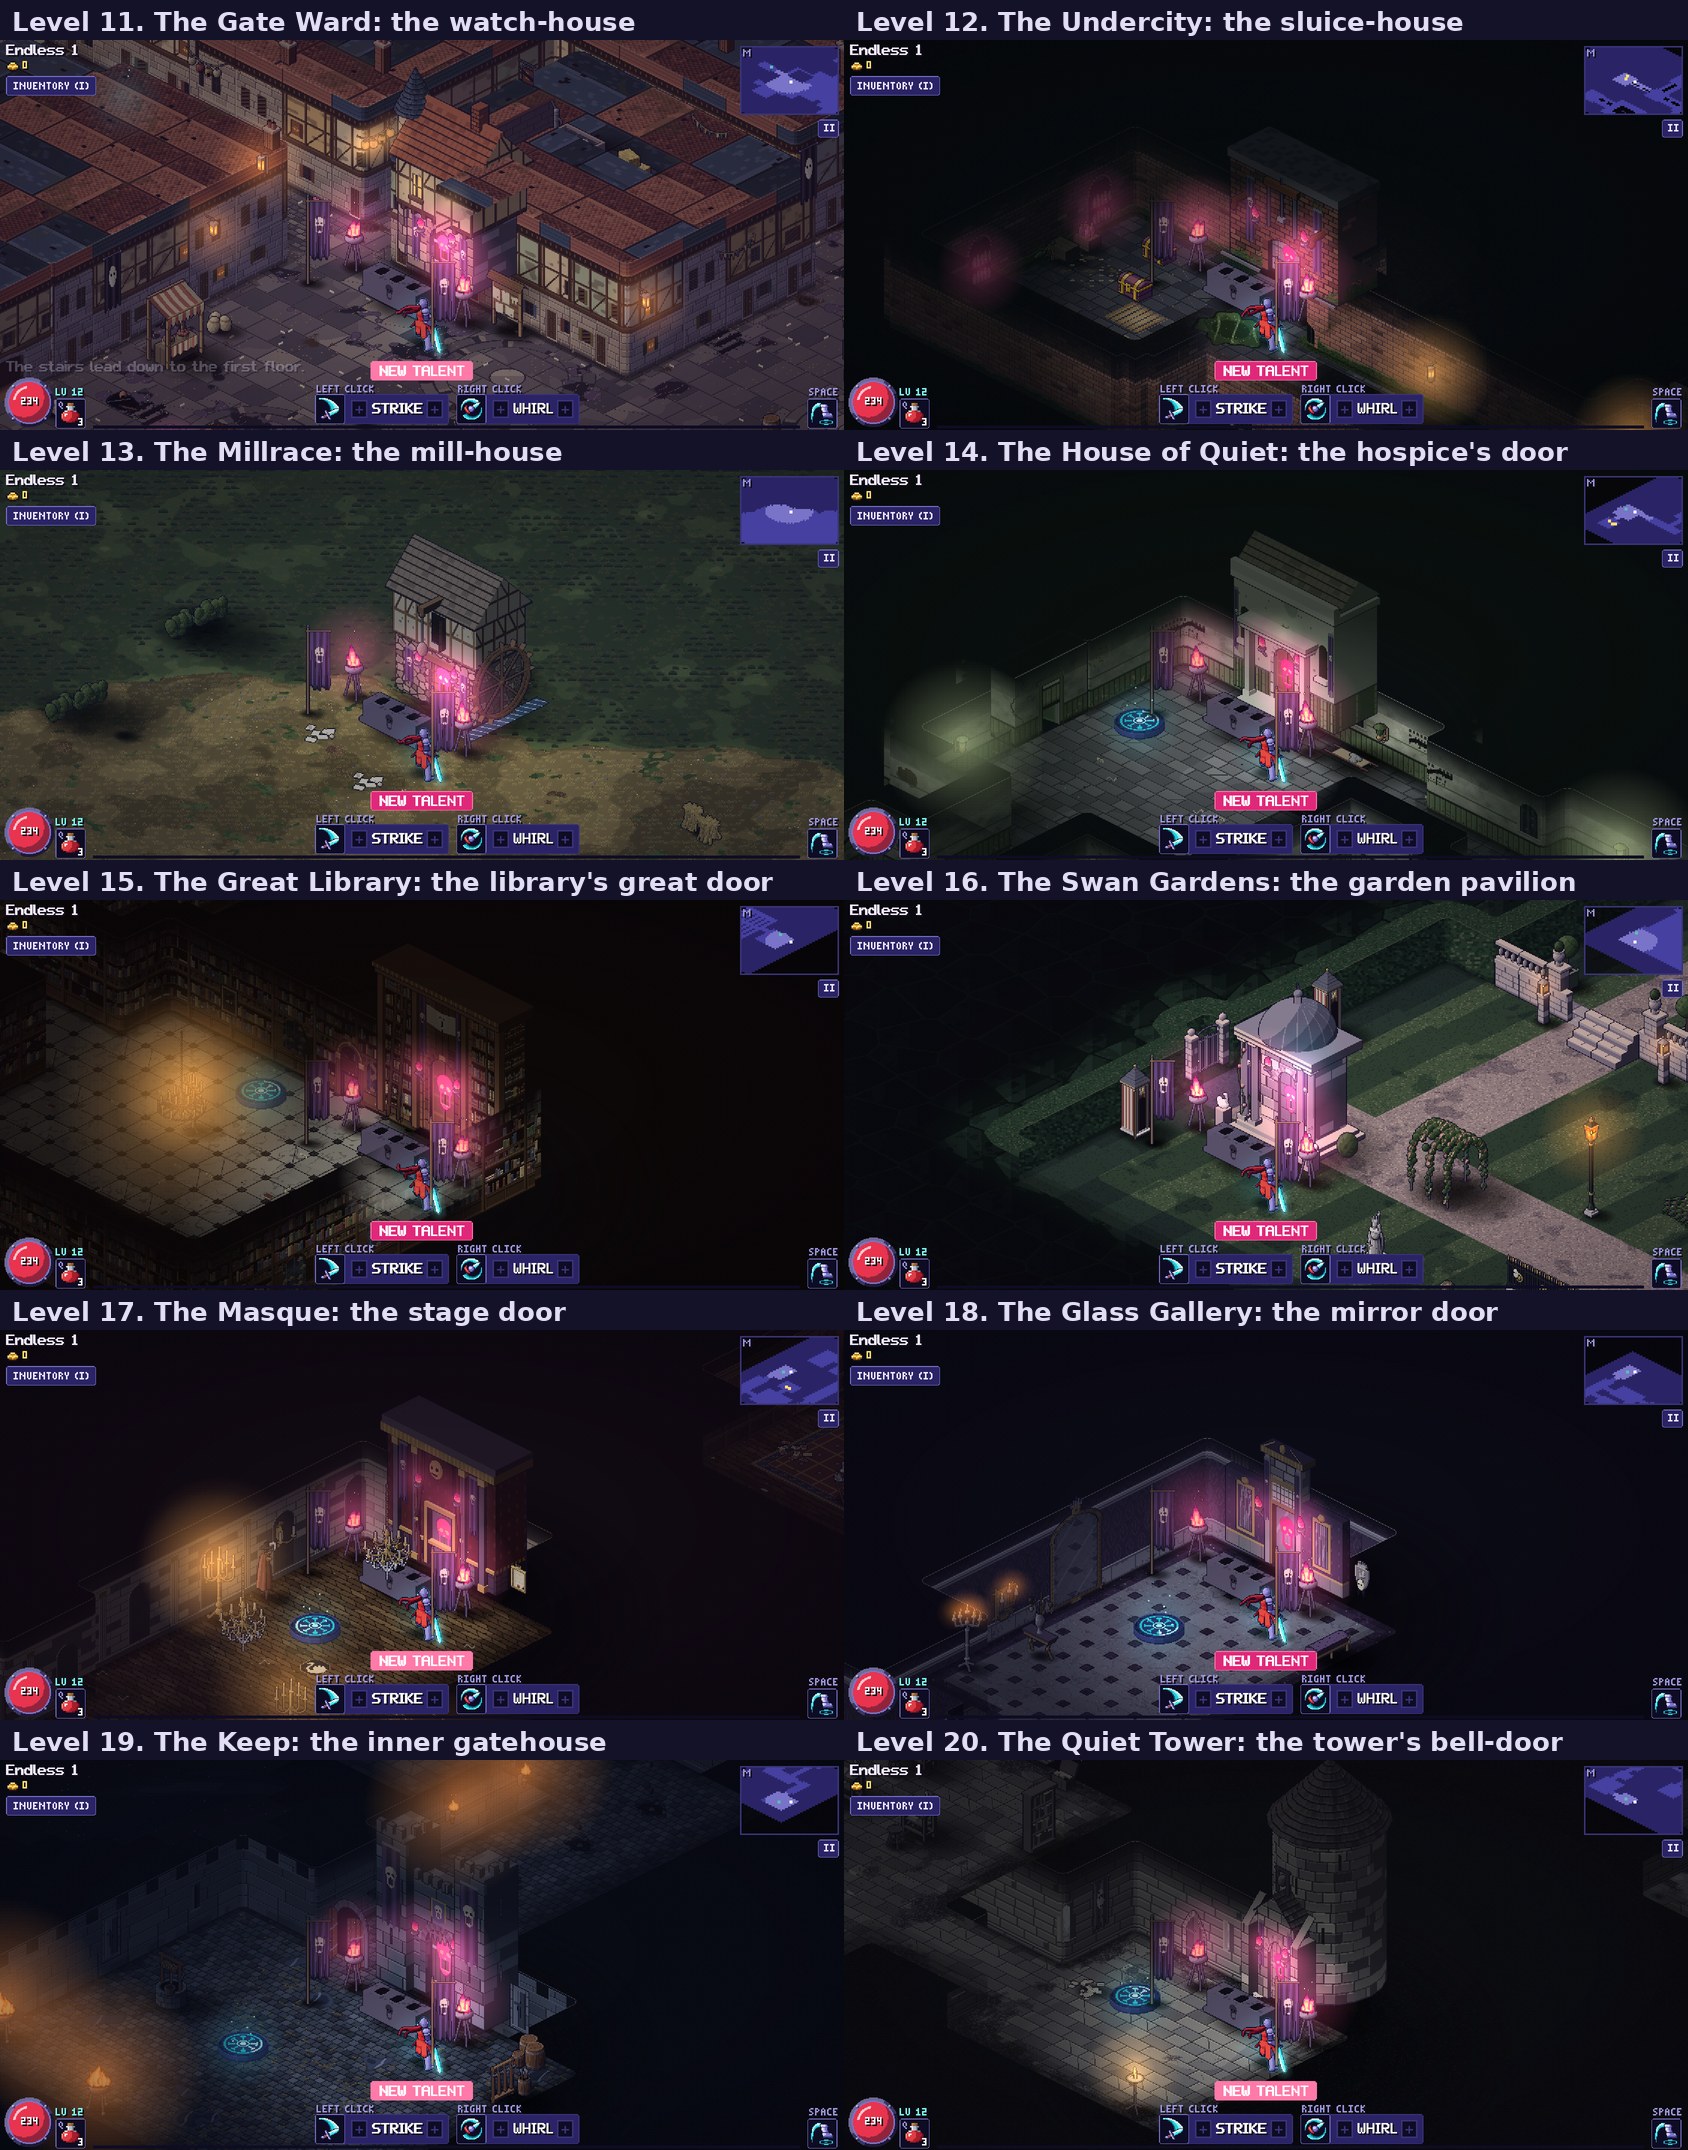 Level 11. The Gate Ward: the watch-house
Endless 1
0
INVENTORY (I)
M
II
The stairs lead down to the first floor.
NEW TALENT
LEFT CLICK
RIGHT CLICK
SPACE
234
LV 12
3
STRIKE
WHIRL
Level 12. The Undercity: the sluice-house
Endless 1
0
INVENTORY (I)
M
II
NEW TALENT
LEFT CLICK
RIGHT CLICK
SPACE
234
LV 12
3
STRIKE
WHIRL
Level 13. The Millrace: the mill-house
Endless 1
0
INVENTORY (I)
M
II
NEW TALENT
LEFT CLICK
RIGHT CLICK
SPACE
234
LV 12
3
STRIKE
WHIRL
Level 14. The House of Quiet: the hospice's door
Endless 1
0
INVENTORY (I)
M
II
NEW TALENT
LEFT CLICK
RIGHT CLICK
SPACE
234
LV 12
3
STRIKE
WHIRL
Level 15. The Great Library: the library's great door
Endless 1
0
INVENTORY (I)
M
II
NEW TALENT
LEFT CLICK
RIGHT CLICK
SPACE
234
LV 12
3
STRIKE
WHIRL
Level 16. The Swan Gardens: the garden pavilion
Endless 1
0
INVENTORY (I)
M
II
NEW TALENT
LEFT CLICK
RIGHT CLICK
SPACE
234
LV 12
3
STRIKE
WHIRL
Level 17. The Masque: the stage door
Endless 1
0
INVENTORY (I)
M
II
NEW TALENT
LEFT CLICK
RIGHT CLICK
SPACE
234
LV 12
3
STRIKE
WHIRL
Level 18. The Glass Gallery: the mirror door
Endless 1
0
INVENTORY (I)
M
II
NEW TALENT
LEFT CLICK
RIGHT CLICK
SPACE
234
LV 12
3
STRIKE
WHIRL
Level 19. The Keep: the inner gatehouse
Endless 1
0
INVENTORY (I)
M
II
NEW TALENT
LEFT CLICK
RIGHT CLICK
SPACE
234
LV 12
3
STRIKE
WHIRL
Level 20. The Quiet Tower: the tower's bell-door
Endless 1
0
INVENTORY (I)
M
II
NEW TALENT
LEFT CLICK
RIGHT CLICK
SPACE
234
LV 12
3
STRIKE
WHIRL